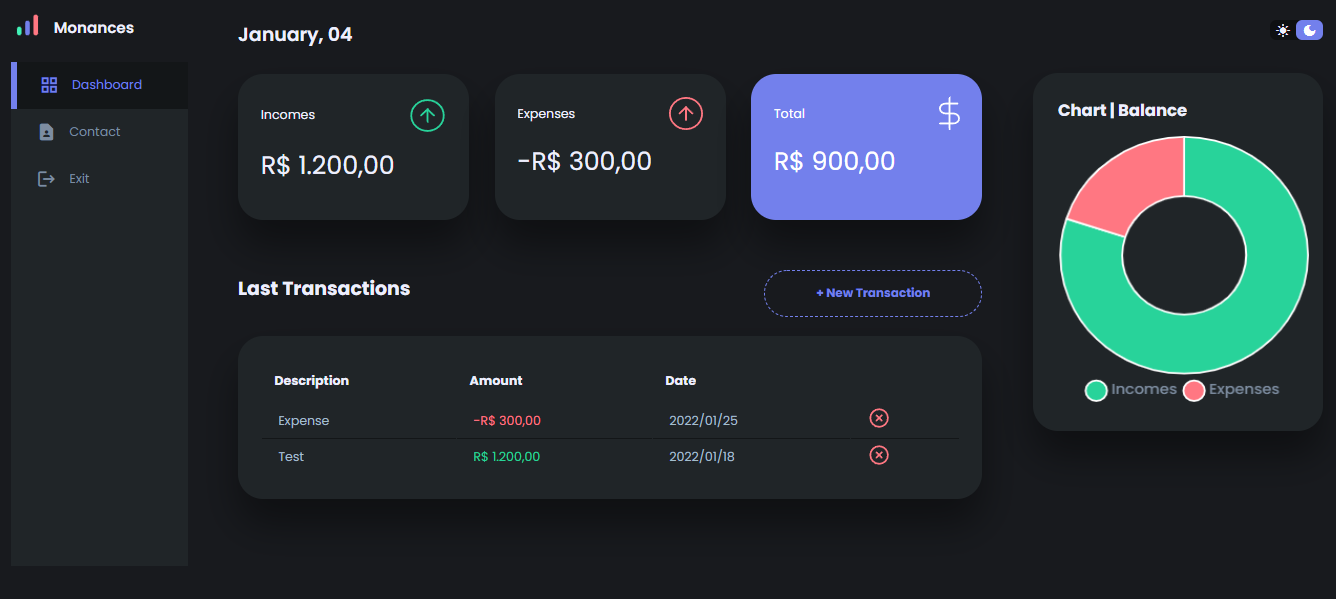 Monances
January, 04
Dashboard
Contact
Exit
Incomes
R$ 1.200,00
Expenses
-R$ 300,00
Total
R$ 900,00
Chart | Balance
Incomes Expenses
Last Transactions
+ New Transaction
Description Amount Date
Expense -R$ 300,00 2022/01/25
Test R$ 1.200,00 2022/01/18